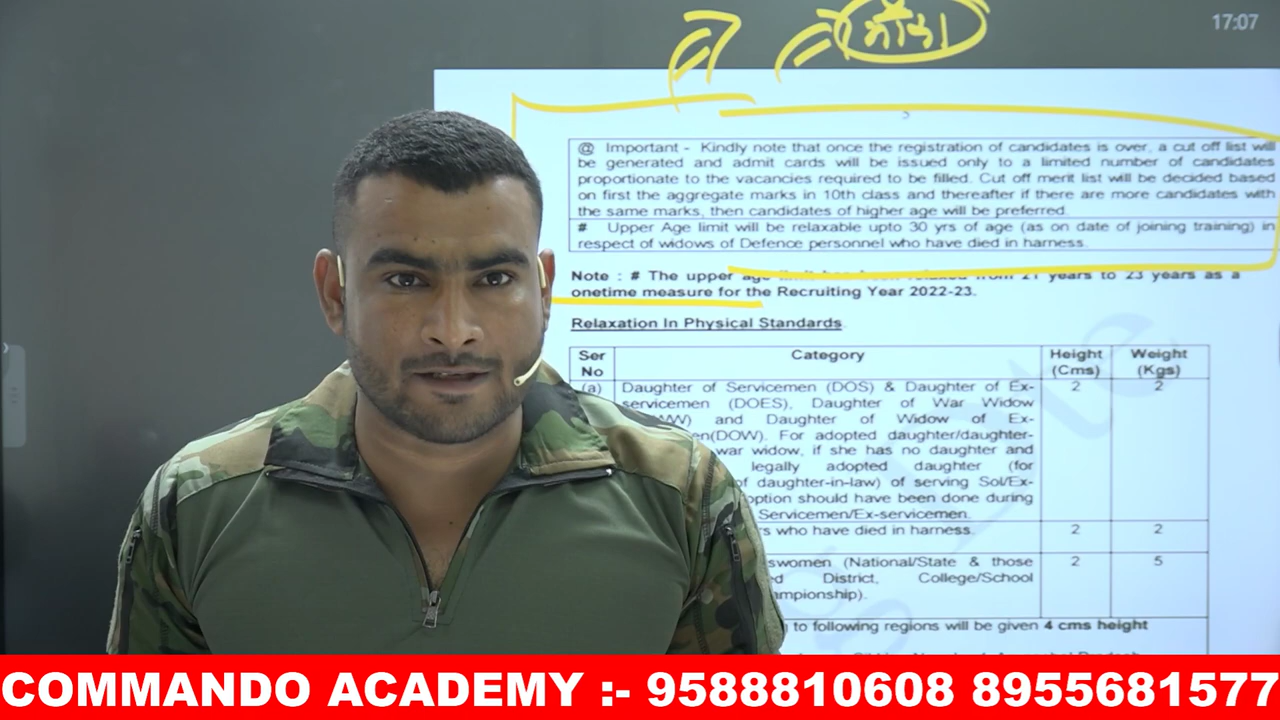 17:07
@ Important - Kindly note that once the registration of candidates is over, a cut off list will
be generated and admit cards will be issued only to a limited number of candidates
proportionate to the vacancies required to be filled. Cut off merit list will be decided based
on first the aggregate marks in 10th class and thereafter if there are more candidates with
the same marks, then candidates of higher age will be preferred.
# Upper Age limit will be relaxable upto 30 yrs of age (as on date of joining training) in
respect of widows of Defence personnel who have died in harness.
Note : # The upper age limit has been relaxed from 21 years to 23 years as a
onetime measure for the Recruiting Year 2022-23.
Relaxation In Physical Standards
Ser No Category Height (Cms) Weight (Kgs)
(a) Daughter of Servicemen (DOS) & Daughter of Ex- 2 2
servicemen (DOES), Daughter of War Widow
and Daughter of Widow of Ex-
(DOW). For adopted daughter/daughter-
war widow, if she has no daughter and
legally adopted daughter (for
daughter-in-law) of serving Sol/Ex-
should have been done during
Servicemen/Ex-servicemen.
who have died in harness. 2 2
(National/State & those 2 5
District, College/School
to following regions will be given 4 cms height
COMMANDO ACADEMY :- 9588810608 8955681577